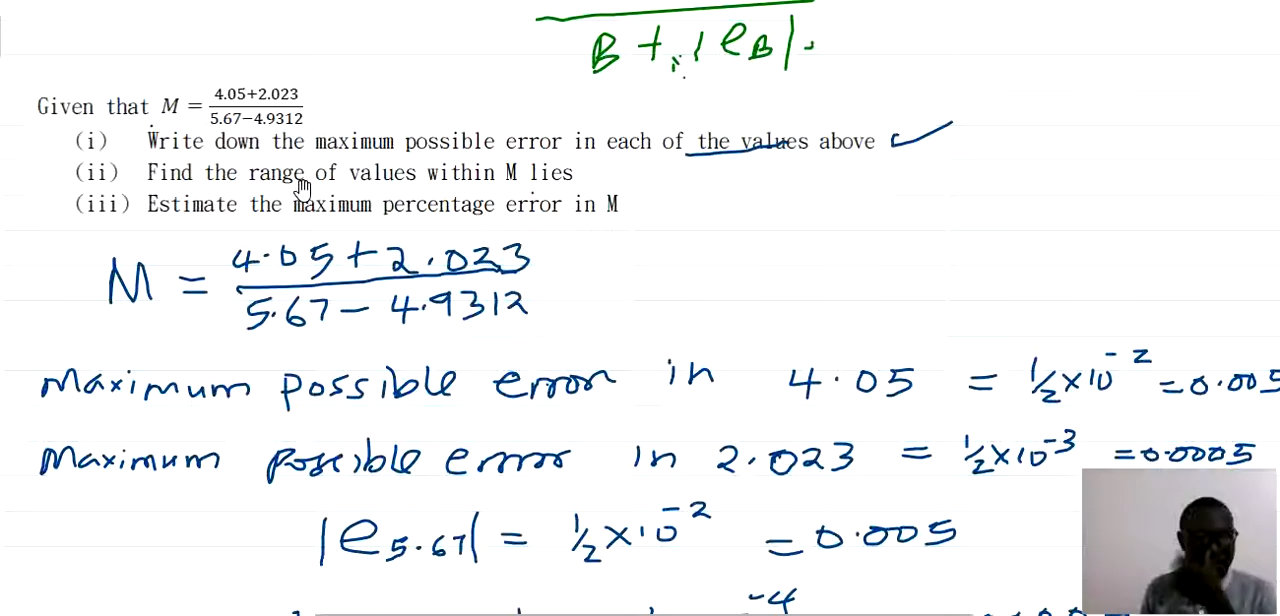 B + |e_B|.
Given that M = (4.05+2.023)/(5.67−4.9312)
(i) Write down the maximum possible error in each of the values above
(ii) Find the range of values within M lies
(iii) Estimate the maximum percentage error in M
M = (4.05+2.023)/(5.67−4.9312)
Maximum possible error in 4.05 = ½×10^-2 = 0.005
Maximum possible error in 2.023 = ½×10^-3 = 0.0005
|e_5.67| = ½×10^-2 = 0.005
-4